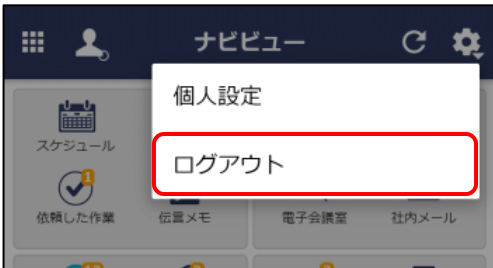 ナビビュー
個人設定
ログアウト
スケジュール
1
依頼した作業
伝言メモ
電子会議室
社内メール